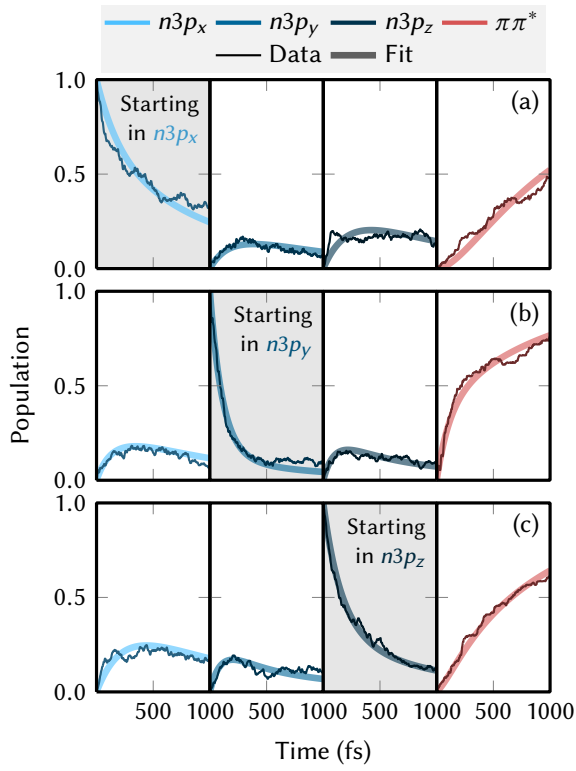 n3px n3py n3pz ππ*
Data Fit
1.0
Starting
in n3px
(a)
0.5
0.0
1.0
Starting
in n3py
(b)
0.5
0.0
Population
1.0
Starting
in n3pz
(c)
0.5
0.0
500 1000 500 1000 500 1000 500 1000
Time (fs)